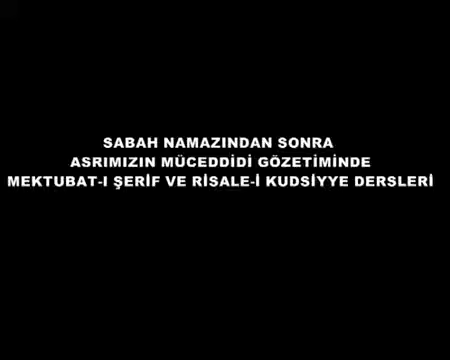 SABAH NAMAZINDAN SONRA
ASRIMIZIN MÜCEDDİDİ GÖZETİMİNDE
MEKTUBAT-I ŞERİF VE RİSALE-İ KUDSİYYE DERSLERİ